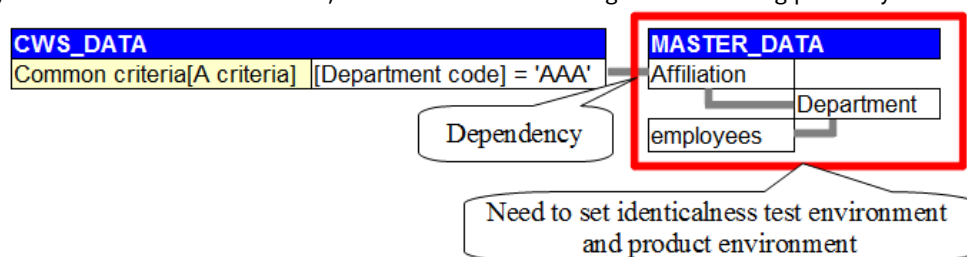 CWS_DATA
MASTER_DATA
Common criteria[A criteria] [Department code] = 'AAA'
Affiliation
Department
employees
Dependency
Need to set identicalness test environment
and product environment